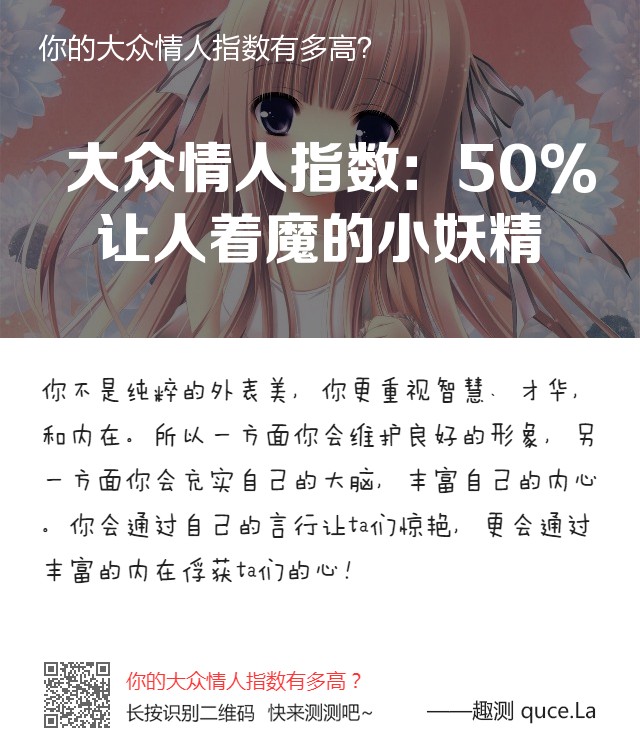 你的大众情人指数有多高?
大众情人指数: 50%
让人着魔的小妖精
你不是纯粹的外表美, 你更重视智慧、才华,
和内在。所以一方面你会维护良好的形象, 另
一方面你会充实自己的大脑, 丰富自己的内心
。你会通过自己的言行让ta们惊艳, 更会通过
丰富的内在俘获ta们的心!
你的大众情人指数有多高?
长按识别二维码 快来测测吧~
——趣测 quce.La